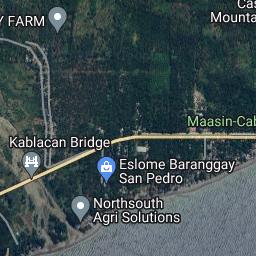 Y FARM
Cas
Mounta
Maasin-Cab
Kablacan Bridge
Eslome Baranggay
San Pedro
Northsouth
Agri Solutions